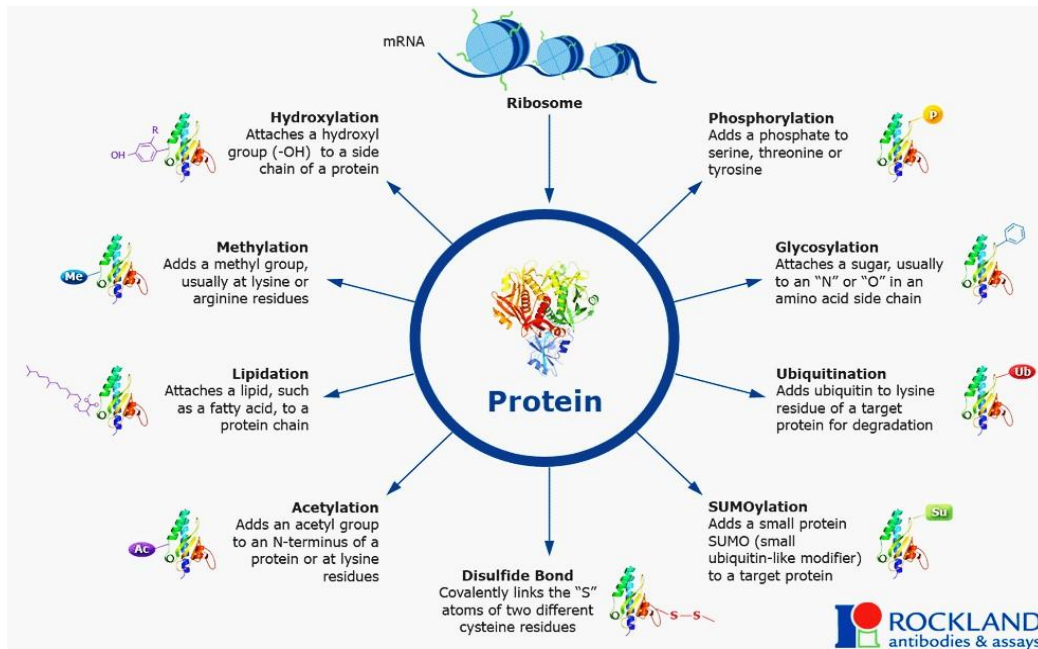 mRNA
Ribosome
Hydroxylation
Attaches a hydroxyl
group (-OH) to a side
chain of a protein
R
OH
Phosphorylation
Adds a phosphate to
serine, threonine or
tyrosine
P
Methylation
Adds a methyl group,
usually at lysine or
arginine residues
Me
Glycosylation
Attaches a sugar, usually
to an “N” or “O” in an
amino acid side chain
Protein
Lipidation
Attaches a lipid, such
as a fatty acid, to a
protein chain
Ubiquitination
Adds ubiquitin to lysine
residue of a target
protein for degradation
Ub
Acetylation
Adds an acetyl group
to an N-terminus of a
protein or at lysine
residues
Ac
SUMOylation
Adds a small protein
SUMO (small
ubiquitin-like modifier)
to a target protein
Su
Disulfide Bond
Covalently links the “S”
atoms of two different
cysteine residues
S—S
ROCKLAND
antibodies & assays